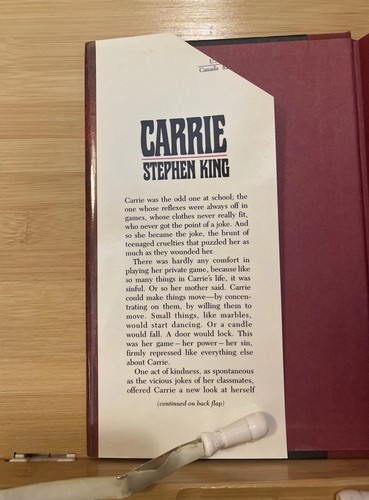 Canada
CARRIE
STEPHEN KING
Carrie was the odd one at school; the
one whose reflexes were always off in
games, whose clothes never really fit,
who never got the point of a joke. And
so she became the joke, the brunt of
teenaged cruelties that puzzled her as
much as they wounded her.
There was hardly any comfort in
playing her private game, because like
so many things in Carrie's life, it was
sinful. Or so her mother said. Carrie
could make things move—by concen-
trating on them, by willing them to
move. Small things, like marbles,
would start dancing. Or a candle
would fall. A door would lock. This
was her game—her power—her sin,
firmly repressed like everything else
about Carrie.
One act of kindness, as spontaneous
as the vicious jokes of her classmates,
offered Carrie a new look at herself
(continued on back flap)